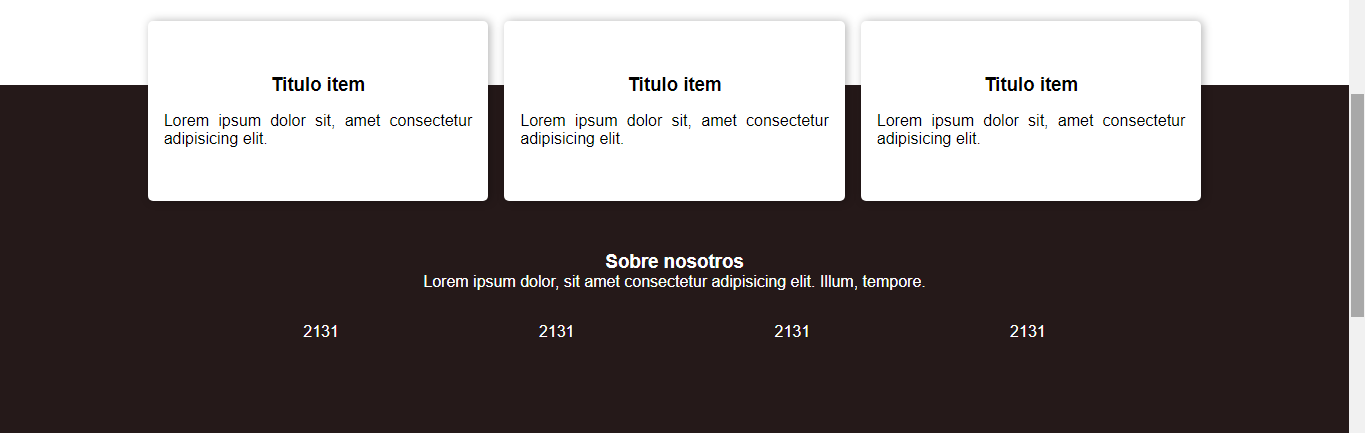 Titulo item
Lorem ipsum dolor sit, amet consectetur
adipisicing elit.
Titulo item
Lorem ipsum dolor sit, amet consectetur
adipisicing elit.
Titulo item
Lorem ipsum dolor sit, amet consectetur
adipisicing elit.
Sobre nosotros
Lorem ipsum dolor, sit amet consectetur adipisicing elit. Illum, tempore.
2131 2131 2131 2131